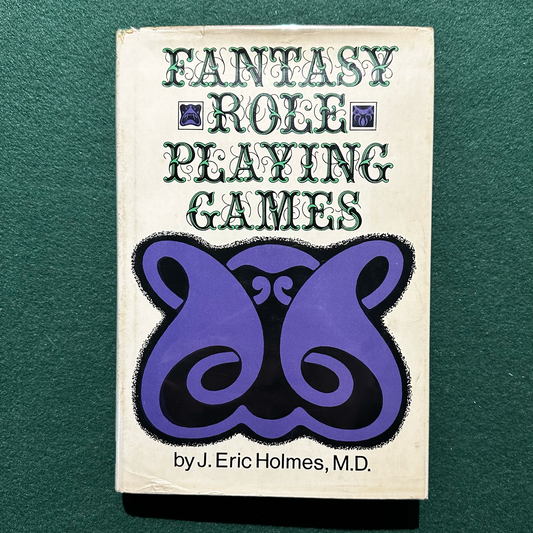 FANTASY
ROLE
PLAYING
GAMES
by J. Eric Holmes, M.D.